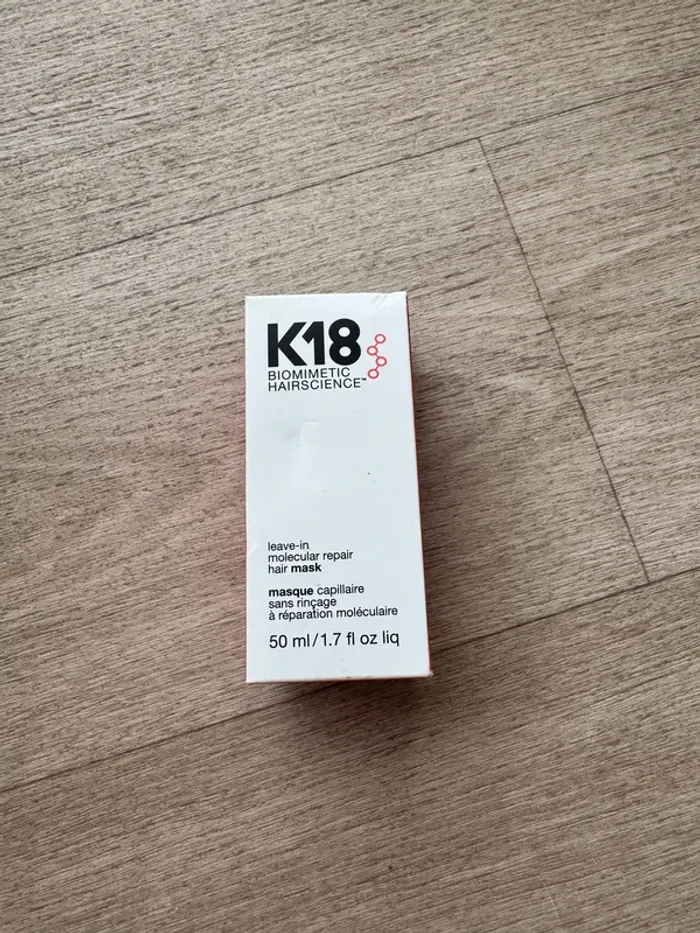 K18
BIOMIMETIC
HAIRSCIENCE™
leave-in
molecular repair
hair mask
masque capillaire
sans rinçage
à réparation moléculaire
50 ml/1.7 fl oz liq